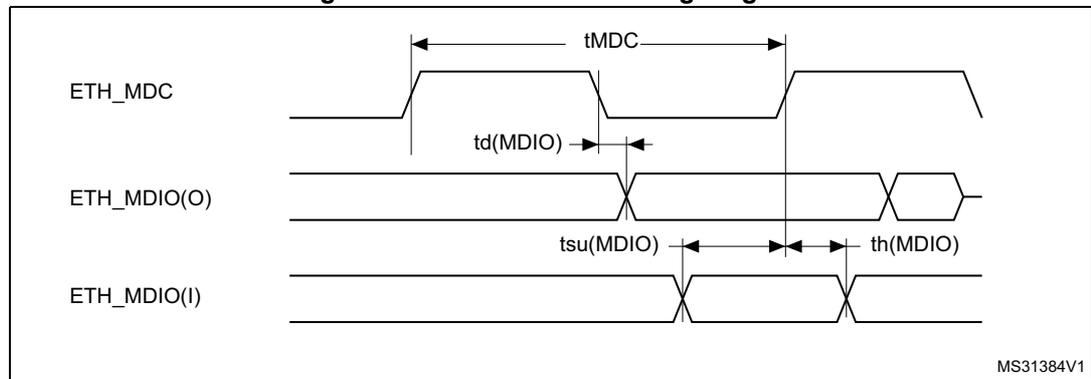 tMDC
ETH_MDC
td(MDIO)
ETH_MDIO(O)
tsu(MDIO) th(MDIO)
ETH_MDIO(I)
MS31384V1